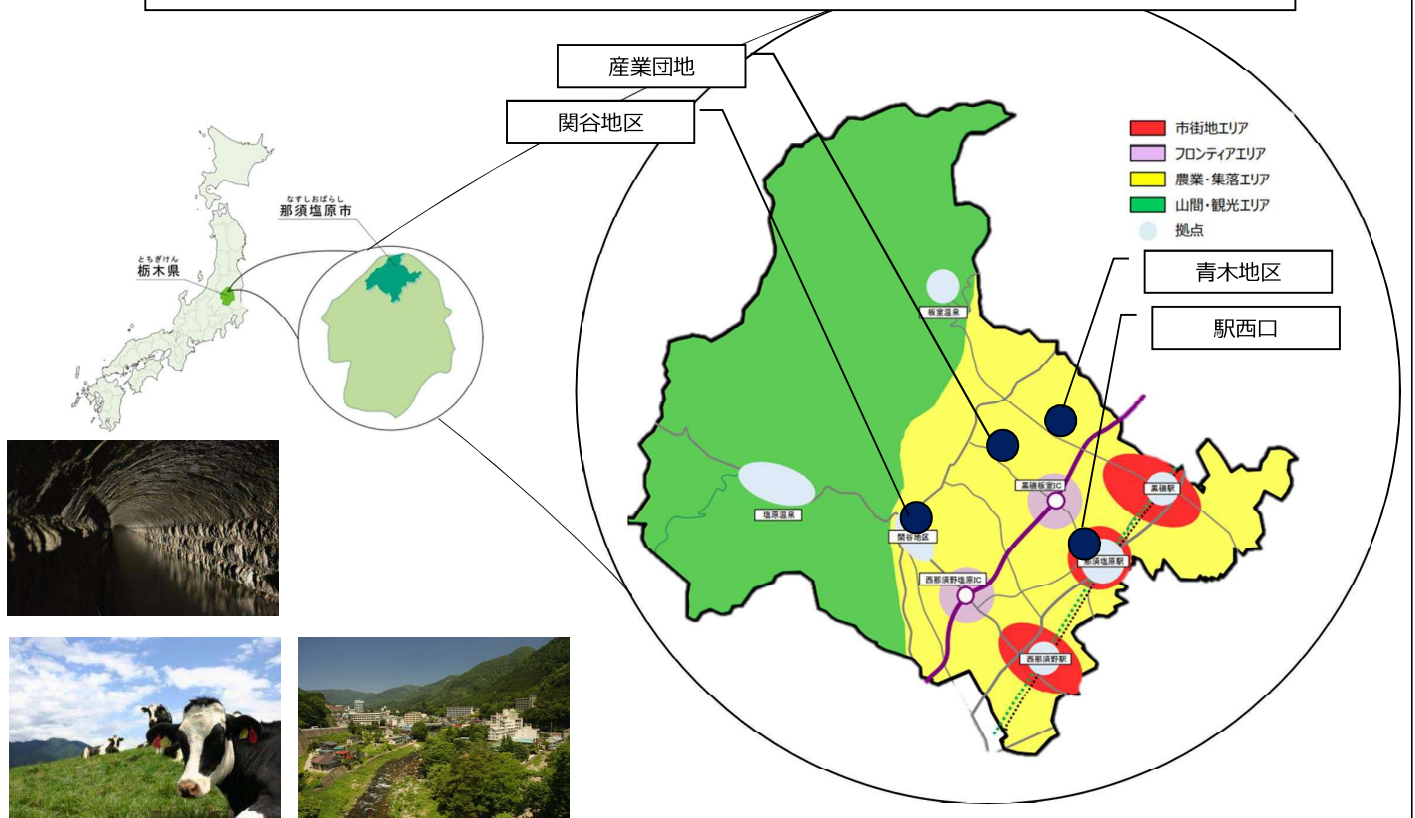 産業団地
関谷地区
市街地エリア
フロンティアエリア
農業・集落エリア
山間・観光エリア
拠点
なすしおばらし
那須塩原市
とちぎけん
栃木県
青木地区
駅西口
板室温泉
黒磯板室IC
黒磯駅
塩原温泉
関谷地区
那須塩原駅
西那須野塩原IC
西那須野駅